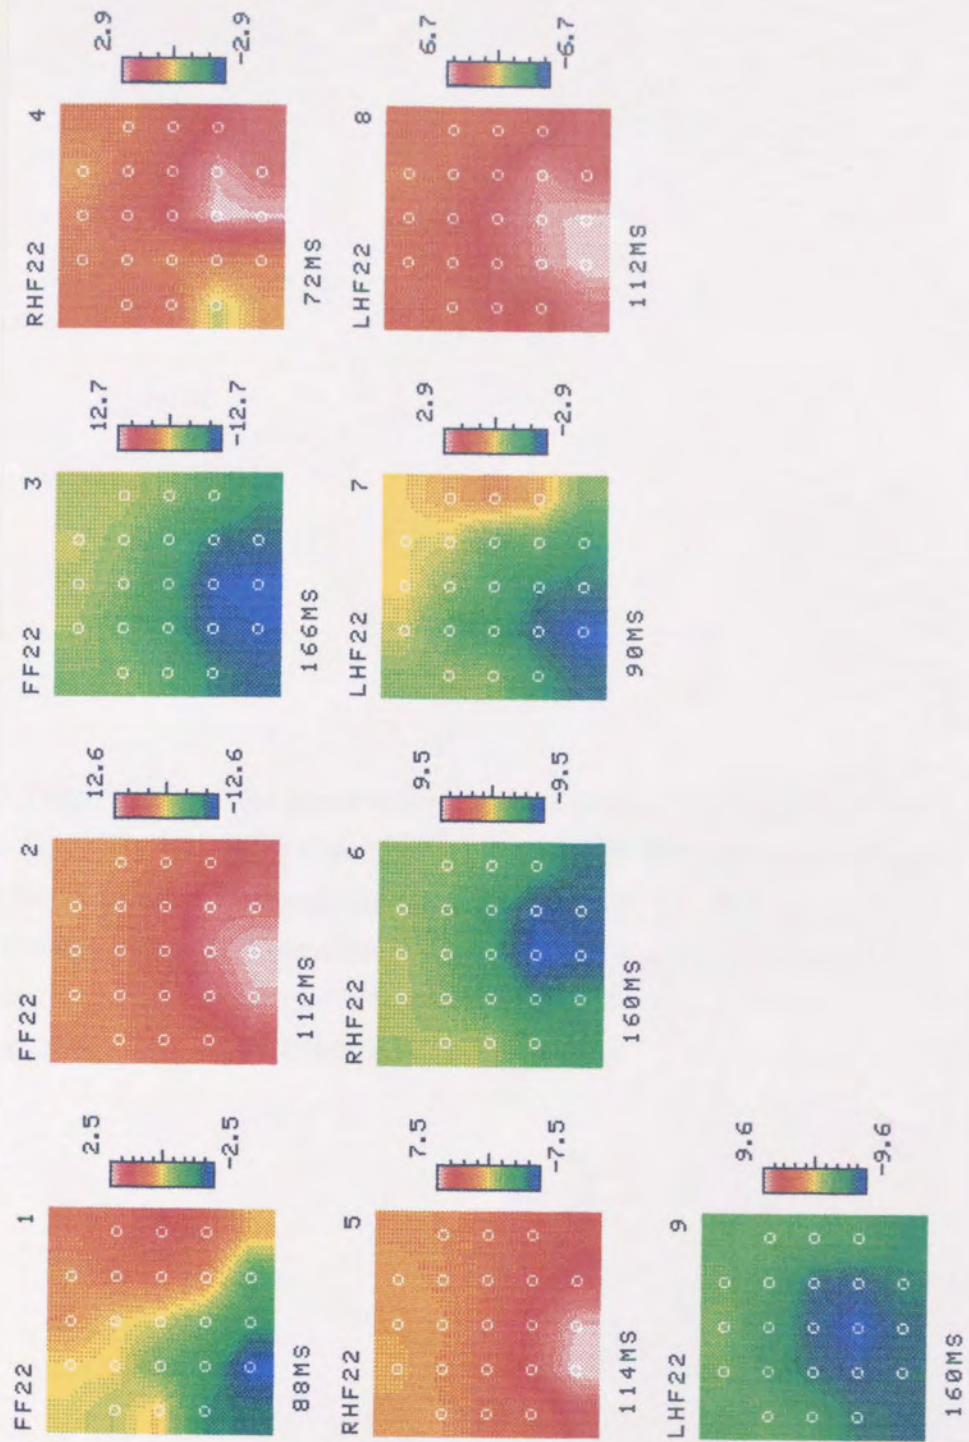 FF22 1
2.5
-2.5
88MS
FF22 2
12.6
-12.6
112MS
FF22 3
12.7
-12.7
166MS
RHF22 4
2.9
-2.9
72MS
RHF22 5
7.5
-7.5
114MS
RHF22 6
9.5
-9.5
160MS
LHF22 7
2.9
-2.9
90MS
LHF22 8
6.7
-6.7
112MS
LHF22 9
9.6
-9.6
160MS